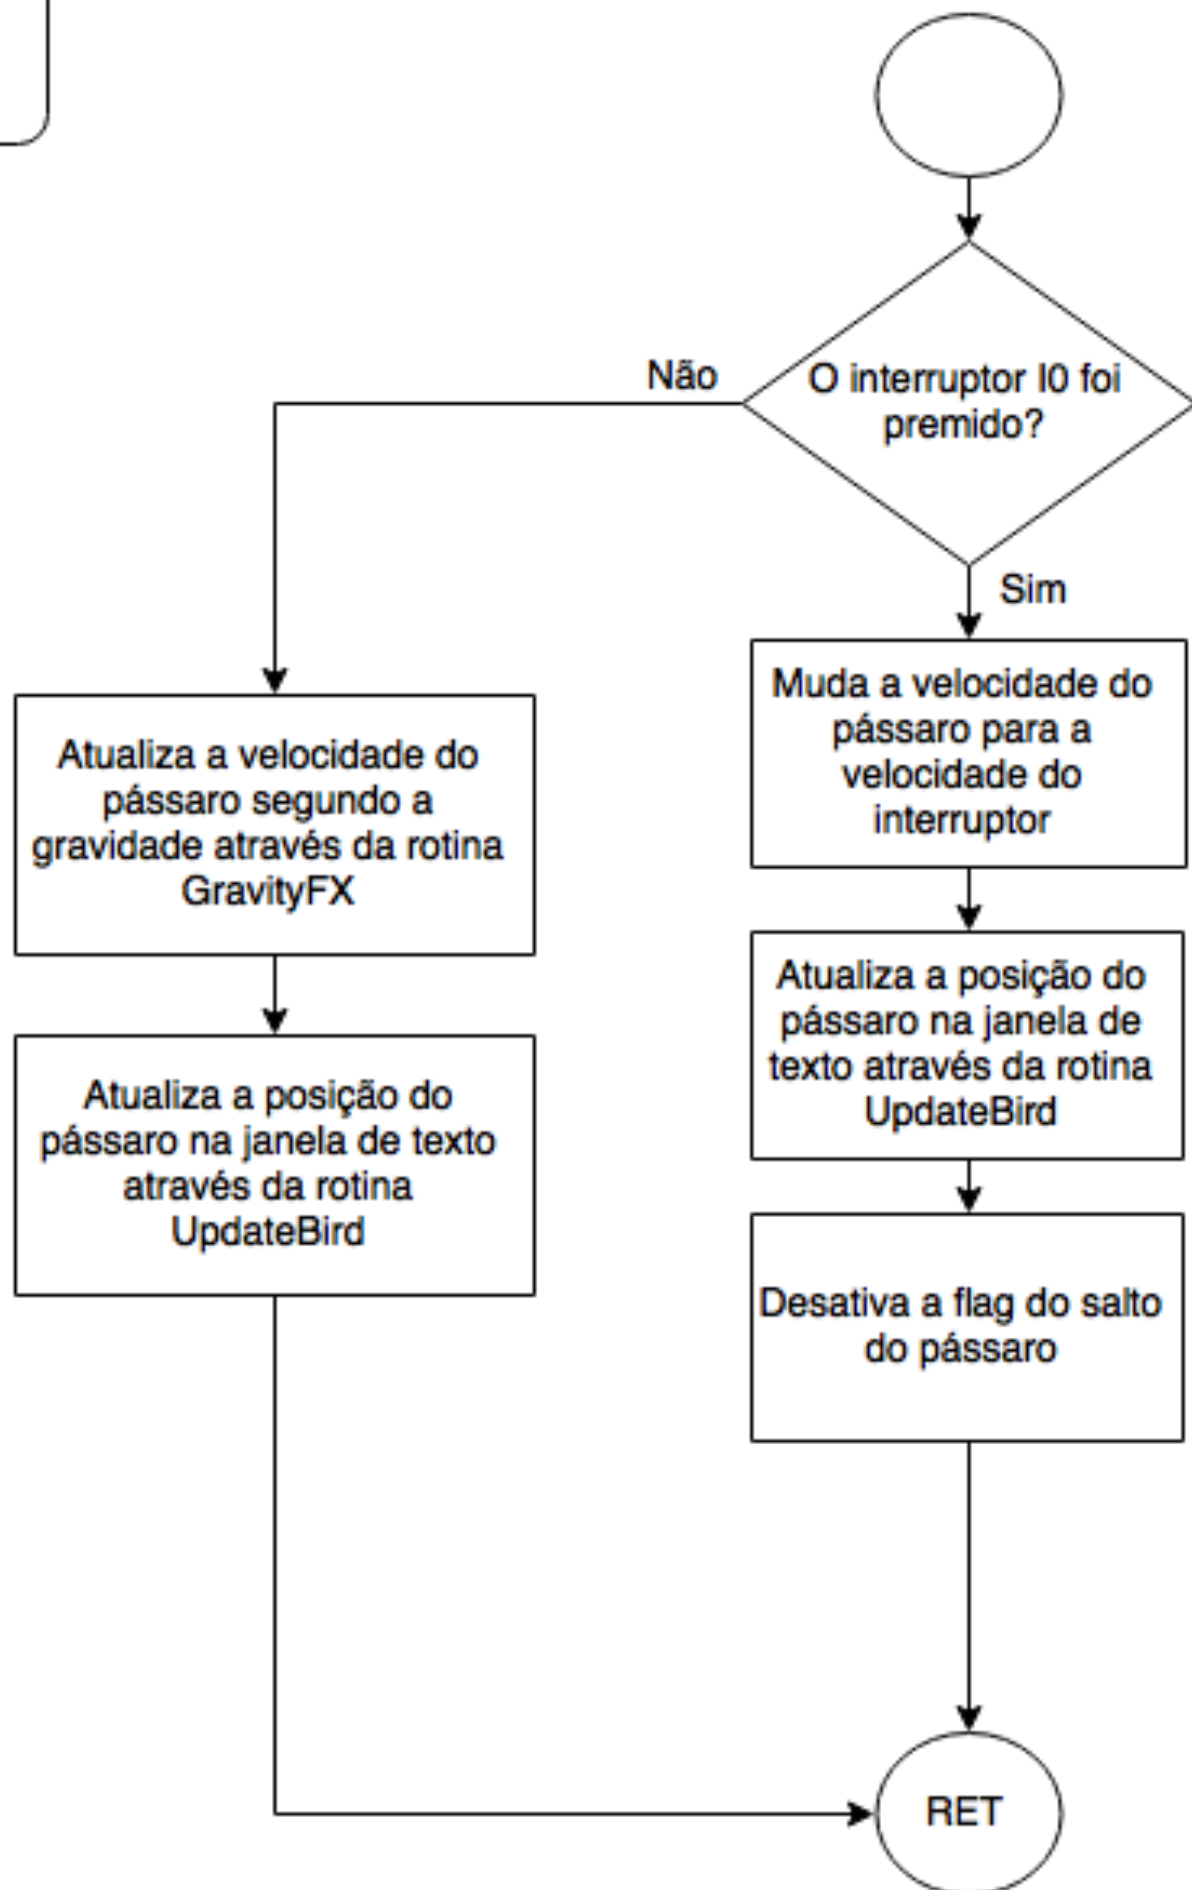 O interruptor I0 foi
premido?
Não
Sim
Muda a velocidade do
pássaro para a
velocidade do
interruptor
Atualiza a velocidade do
pássaro segundo a
gravidade através da rotina
GravityFX
Atualiza a posição do
pássaro na janela de
texto através da rotina
UpdateBird
Atualiza a posição do
pássaro na janela de texto
através da rotina
UpdateBird
Desativa a flag do salto
do pássaro
RET